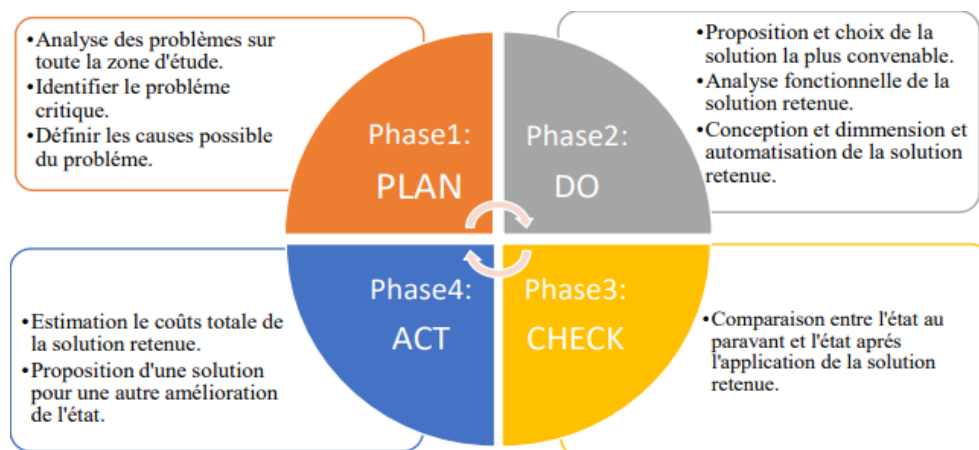 •Analyse des problèmes sur
toute la zone d'étude.
•Identifier le probléme
critique.
•Définir les causes possible
du probléme.
Phase1:
PLAN
Phase2:
DO
•Proposition et choix de la
solution la plus convenable.
•Analyse fonctionnelle de la
solution retenue.
•Conception et dimmension et
automatisation de la solution
retenue.
Phase4:
ACT
•Estimation le coûts totale de
la solution retenue.
•Proposition d'une solution
pour une autre amélioration
de l'état.
Phase3:
CHECK
•Comparaison entre l'état au
paravant et l'état aprés
l'application de la solution
retenue.